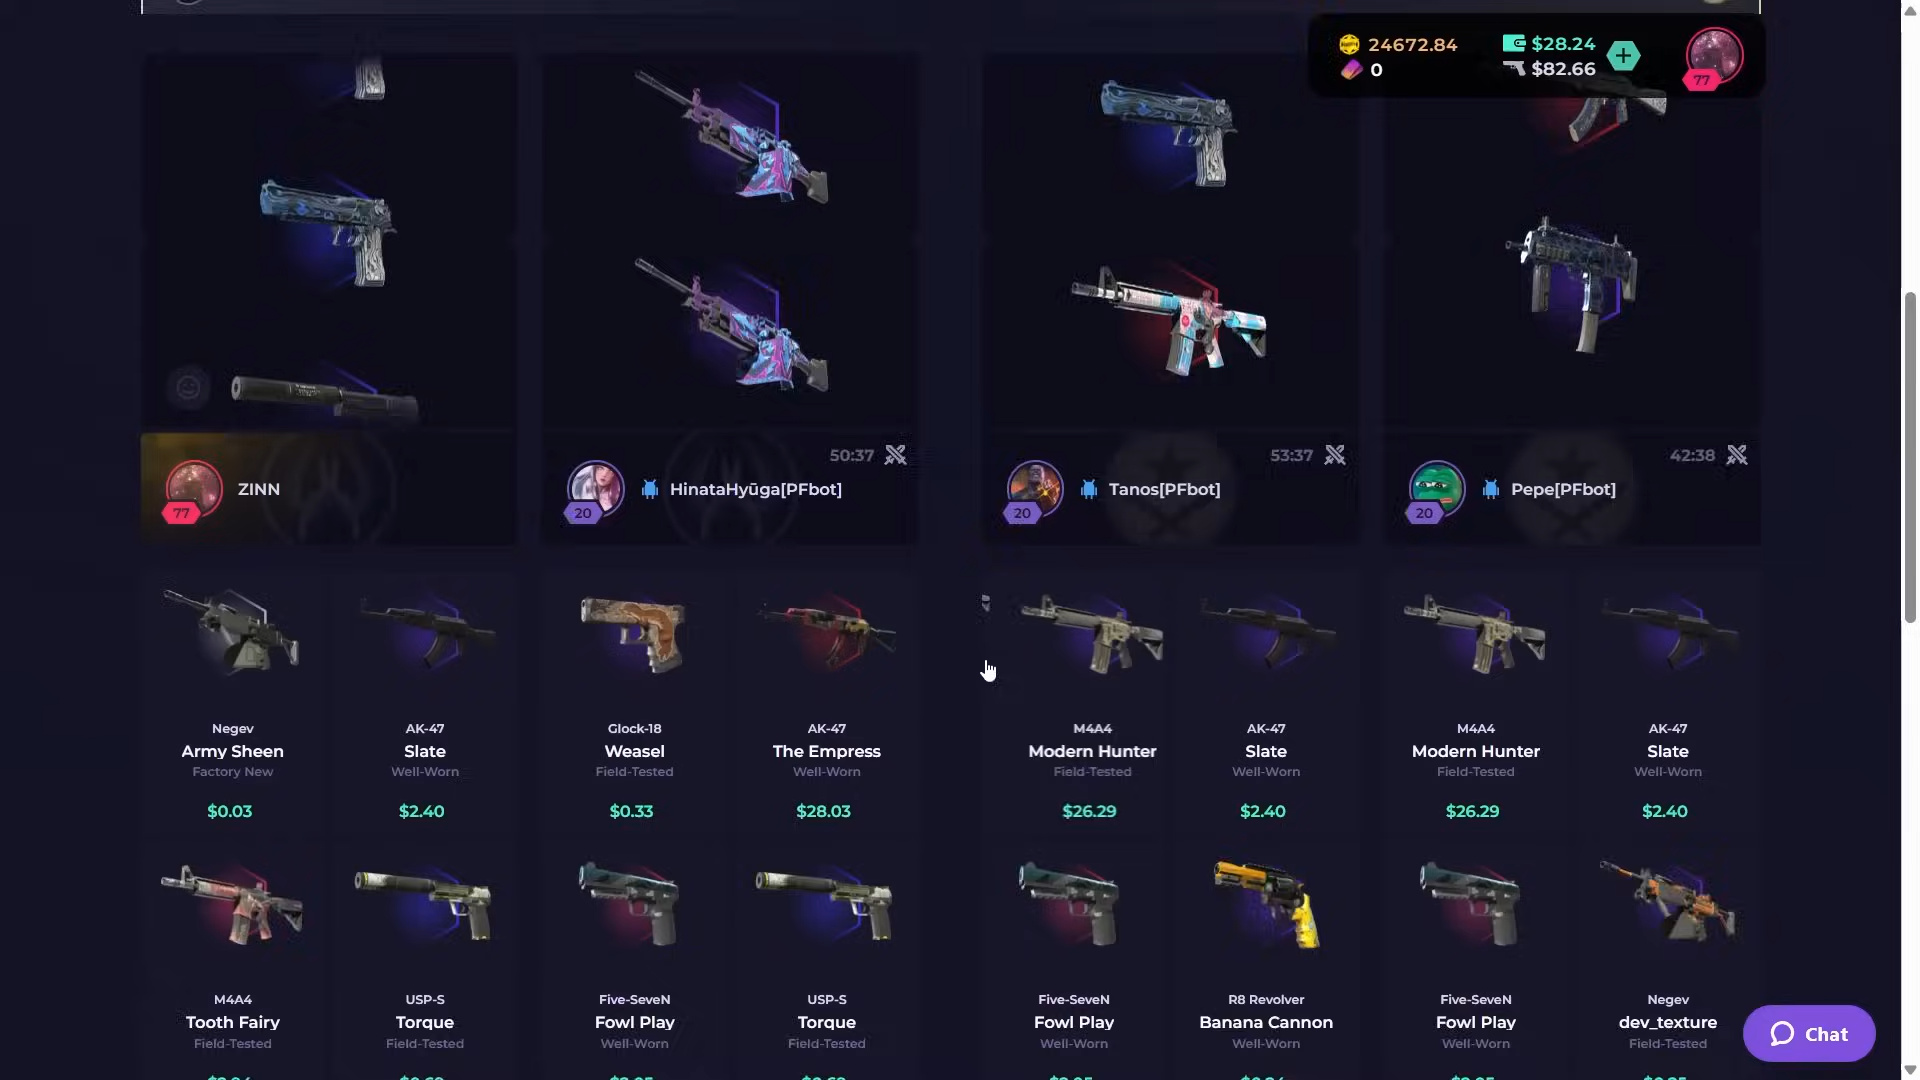 24672.84
$28.24
0
$82.66
77
50:37
53:37
42:38
ZINN
77
HinataHyūga[PFbot]
20
Tanos[PFbot]
20
Pepe[PFbot]
20
Negev
Army Sheen
Factory New
$0.03
AK-47
Slate
Well-Worn
$2.40
Glock-18
Weasel
Field-Tested
$0.33
AK-47
The Empress
Well-Worn
$28.03
M4A4
Modern Hunter
Field-Tested
$26.29
AK-47
Slate
Well-Worn
$2.40
M4A4
Modern Hunter
Field-Tested
$26.29
AK-47
Slate
Well-Worn
$2.40
M4A4
Tooth Fairy
Field-Tested
USP-S
Torque
Field-Tested
Five-SeveN
Fowl Play
Well-Worn
USP-S
Torque
Field-Tested
Five-SeveN
Fowl Play
Well-Worn
R8 Revolver
Banana Cannon
Well-Worn
Five-SeveN
Fowl Play
Well-Worn
Negev
dev_texture
Field-Tested
Chat